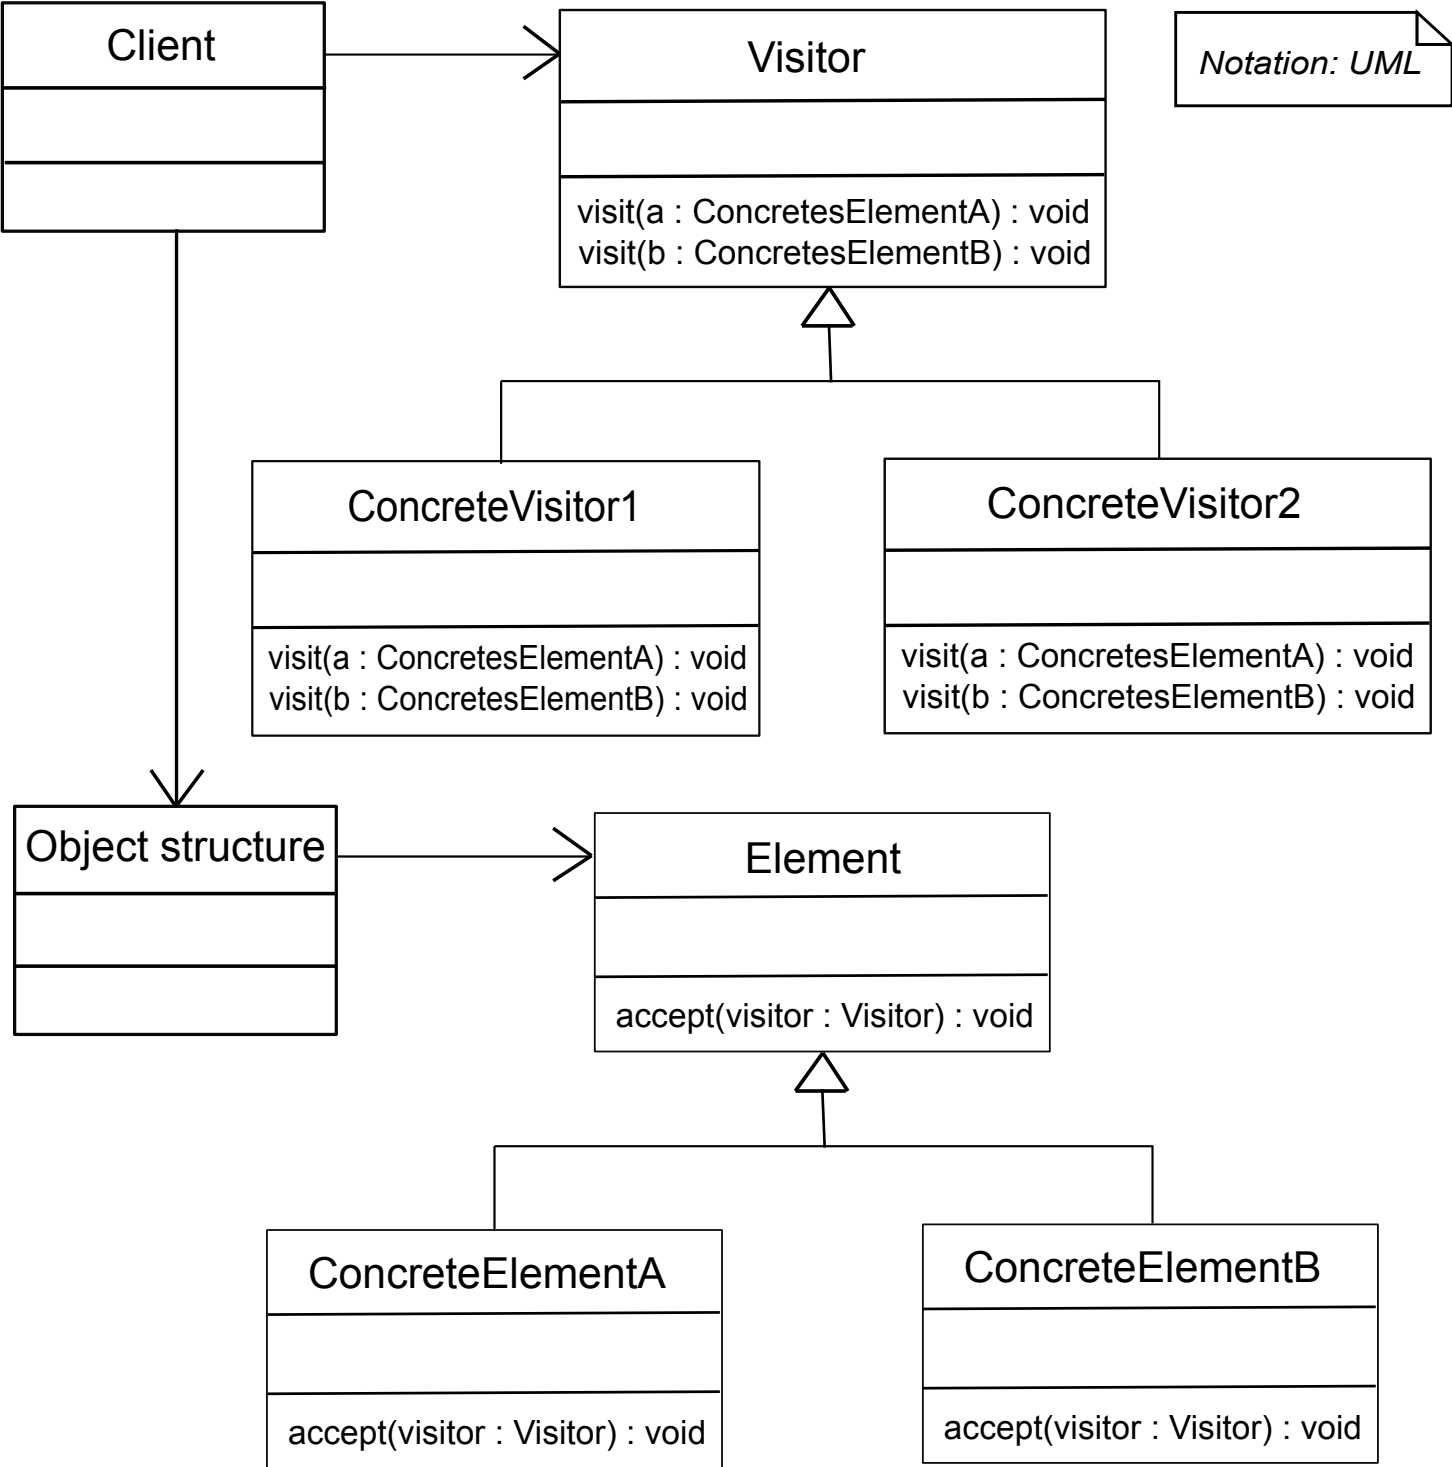 Client
Visitor
Notation: UML
visit(a : ConcretesElementA) : void
visit(b : ConcretesElementB) : void
ConcreteVisitor1
visit(a : ConcretesElementA) : void
visit(b : ConcretesElementB) : void
ConcreteVisitor2
visit(a : ConcretesElementA) : void
visit(b : ConcretesElementB) : void
Object structure
Element
accept(visitor : Visitor) : void
ConcreteElementA
accept(visitor : Visitor) : void
ConcreteElementB
accept(visitor : Visitor) : void